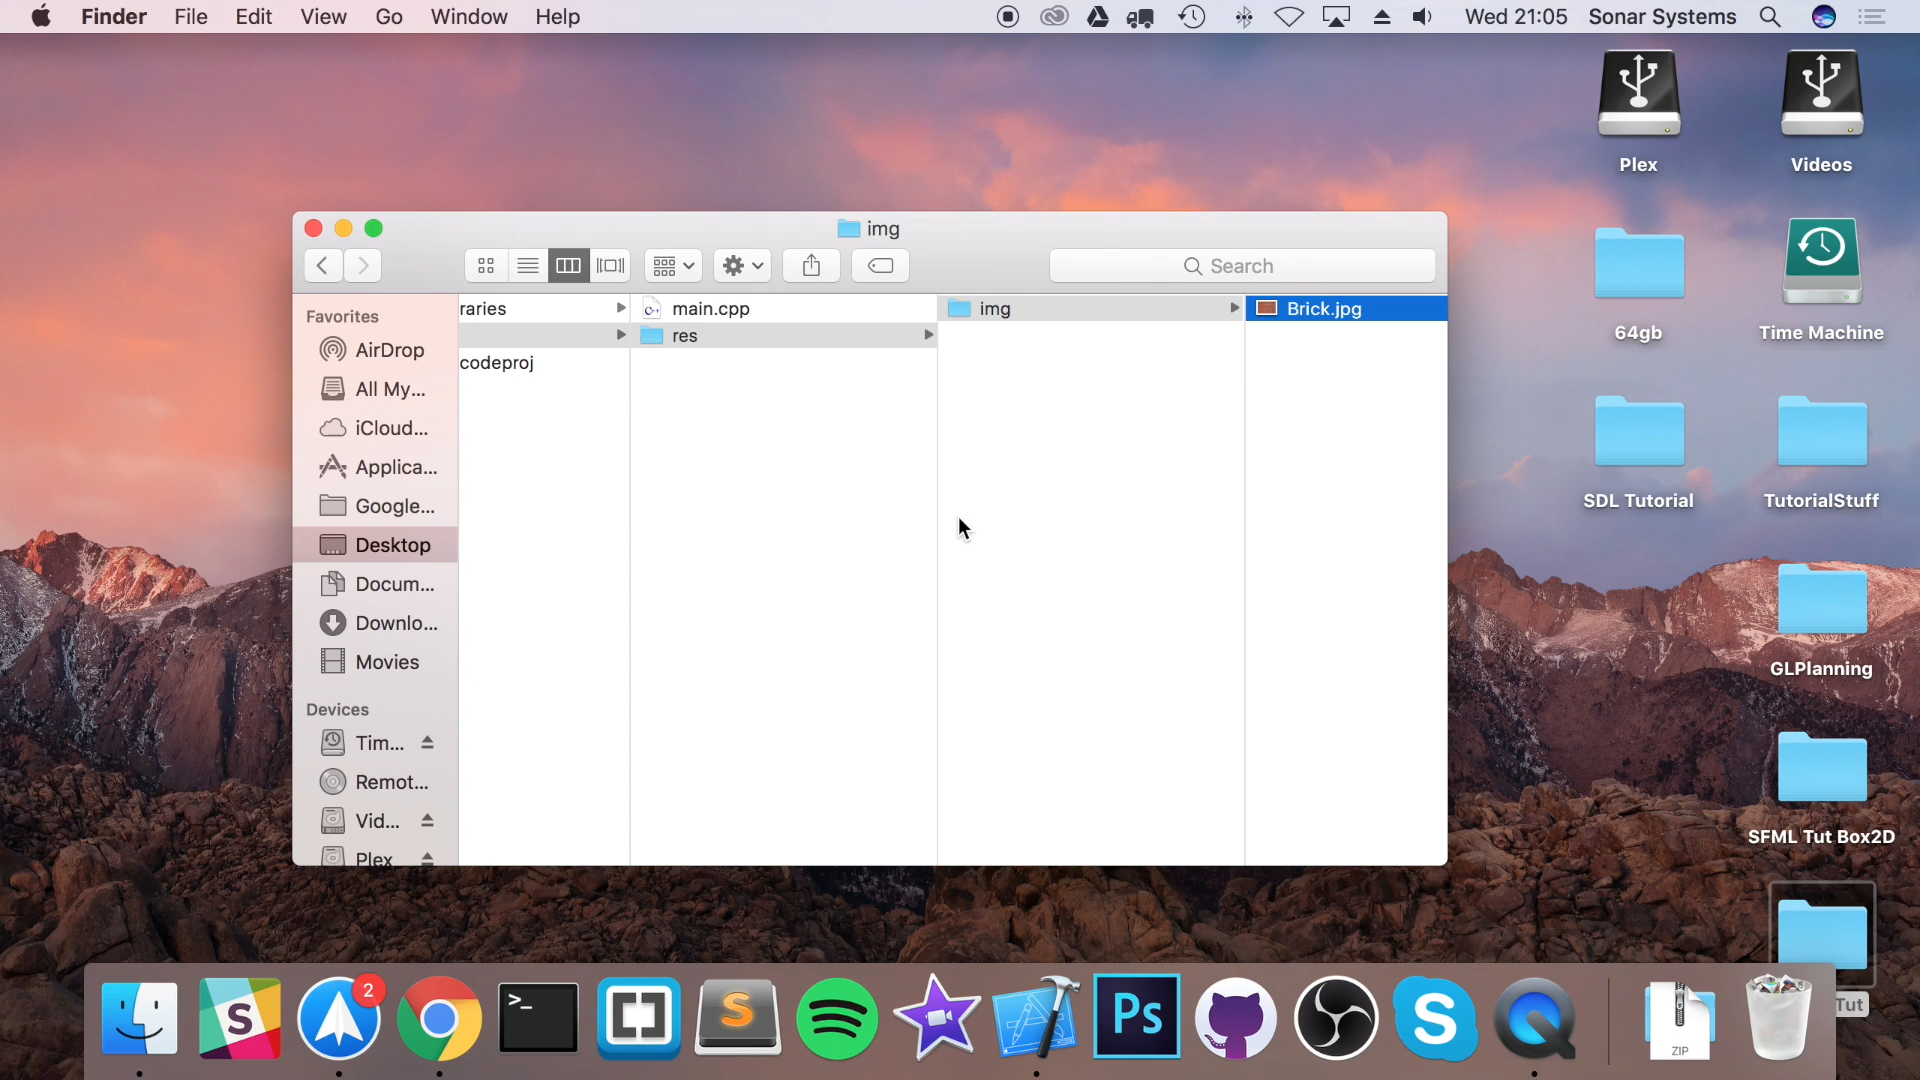 Finder File Edit View Go Window Help Wed 21:05 Sonar Systems
Plex
Videos
img
Search
Favorites
raries
main.cpp
img
Brick.jpg
AirDrop
res
64gb
Time Machine
codeproj
All My...
iCloud...
Applica...
Google...
SDL Tutorial
TutorialStuff
Desktop
Docum...
Downlo...
Movies
GLPlanning
Devices
Tim...
Remot...
Vid...
SFML Tut Box2D
Plex
S
2
>_
S
Ps
S
ZIP
Tut